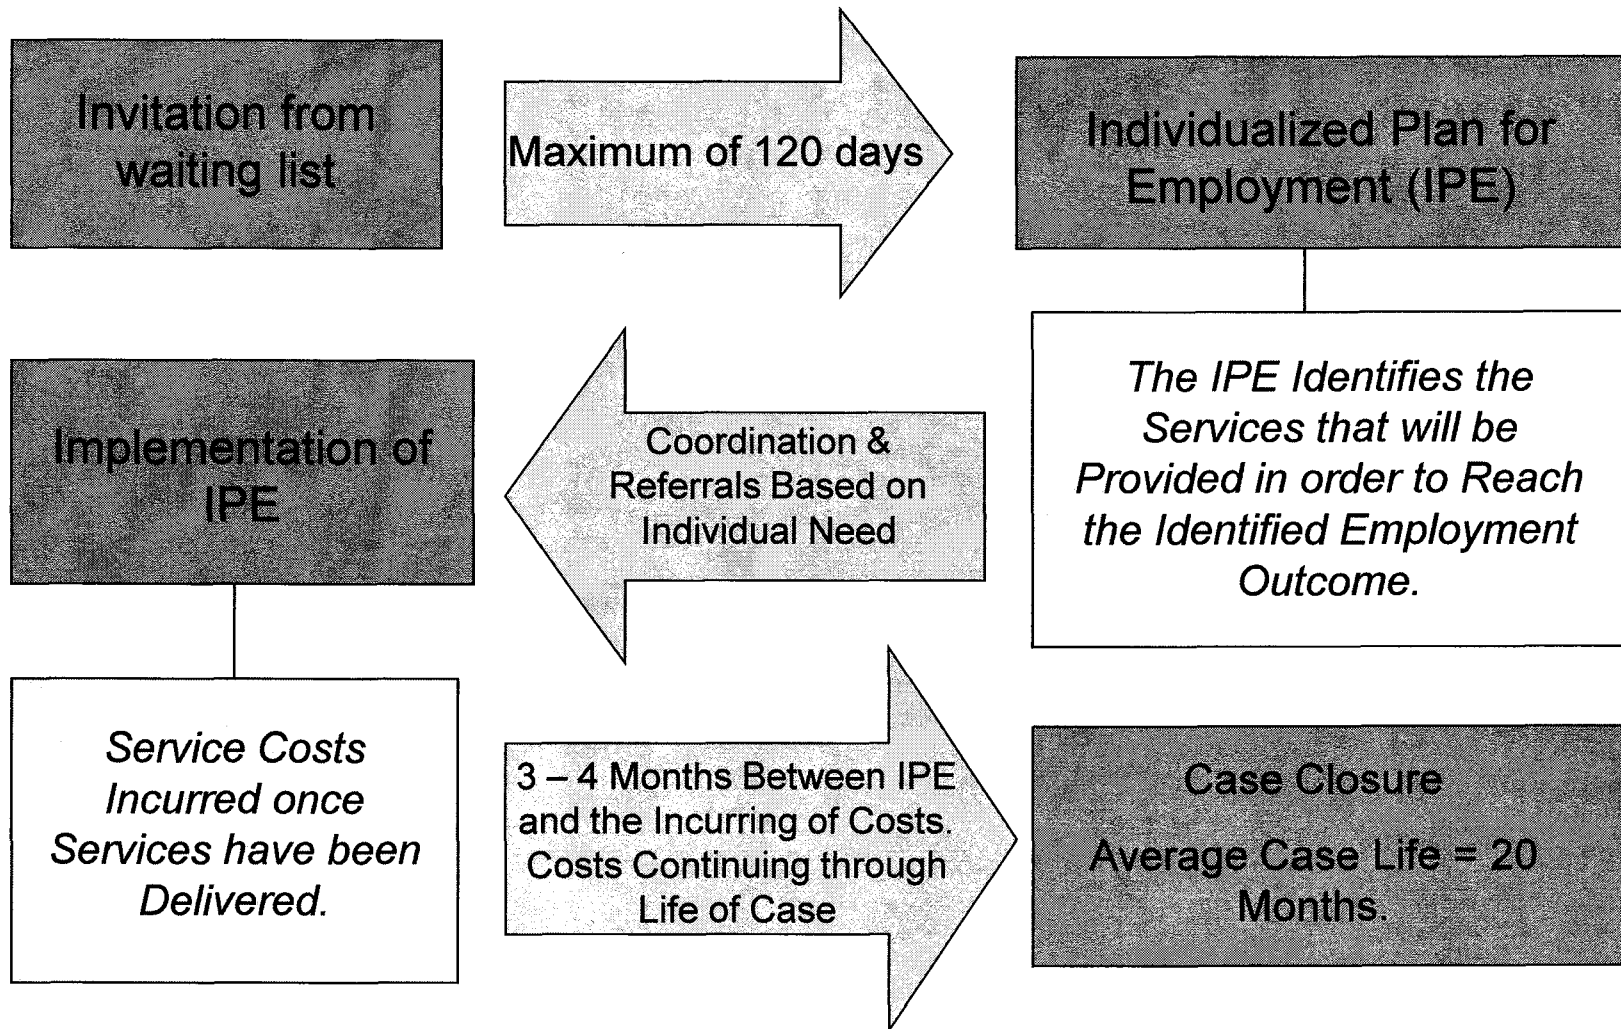 Invitation from
waiting list
Maximum of 120 days
Individualized Plan for
Employment (IPE)
The IPE Identifies the
Services that will be
Provided in order to Reach
the Identified Employment
Outcome.
Coordination &
Referrals Based on
Individual Need
Implementation of
IPE
Service Costs
Incurred once
Services have been
Delivered.
3 – 4 Months Between IPE
and the Incurring of Costs.
Costs Continuing through
Life of Case
Case Closure
Average Case Life = 20
Months.